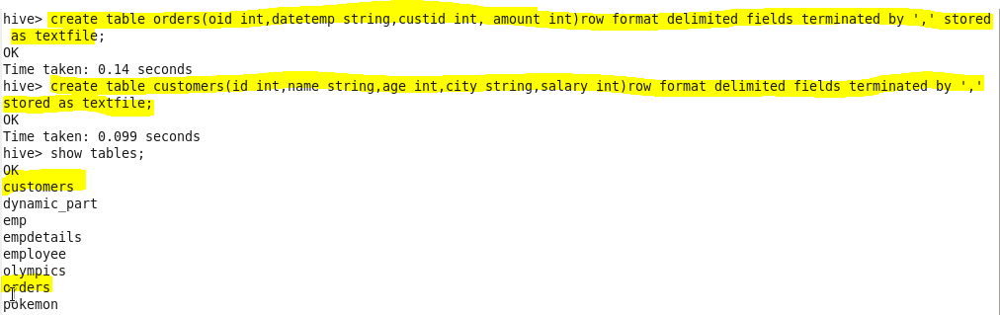 hive> create table orders(oid int,datetemp string,custid int, amount int)row format delimited fields terminated by ',' stored
as textfile;
OK
Time taken: 0.14 seconds
hive> create table customers(id int,name string,age int,city string,salary int)row format delimited fields terminated by ','
stored as textfile;
OK
Time taken: 0.099 seconds
hive> show tables;
OK
customers
dynamic_part
emp
empdetails
employee
olympics
orders
pokemon